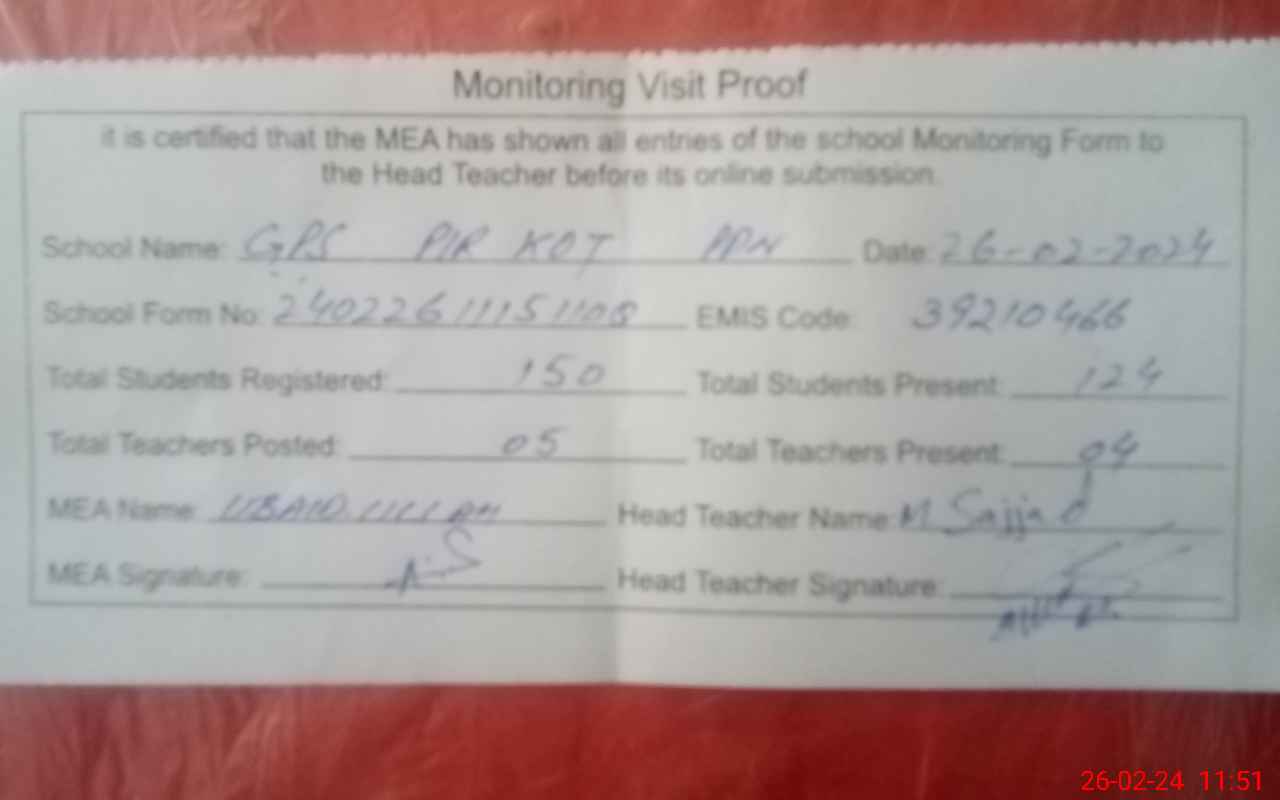 Monitoring Visit Proof
it is certified that the MEA has shown all entries of the school Monitoring Form to
the Head Teacher before its online submission.
School Name: GPS PIR KOT PPN Date: 26-02-2024
School Form No: 24022611151108 EMIS Code: 39210466
Total Students Registered: 150 Total Students Present: 124
Total Teachers Posted: 05 Total Teachers Present: 04
MEA Name: UBAID ULLAH Head Teacher Name: M Sajjad
MEA Signature: Head Teacher Signature:
26-02-24 11:51